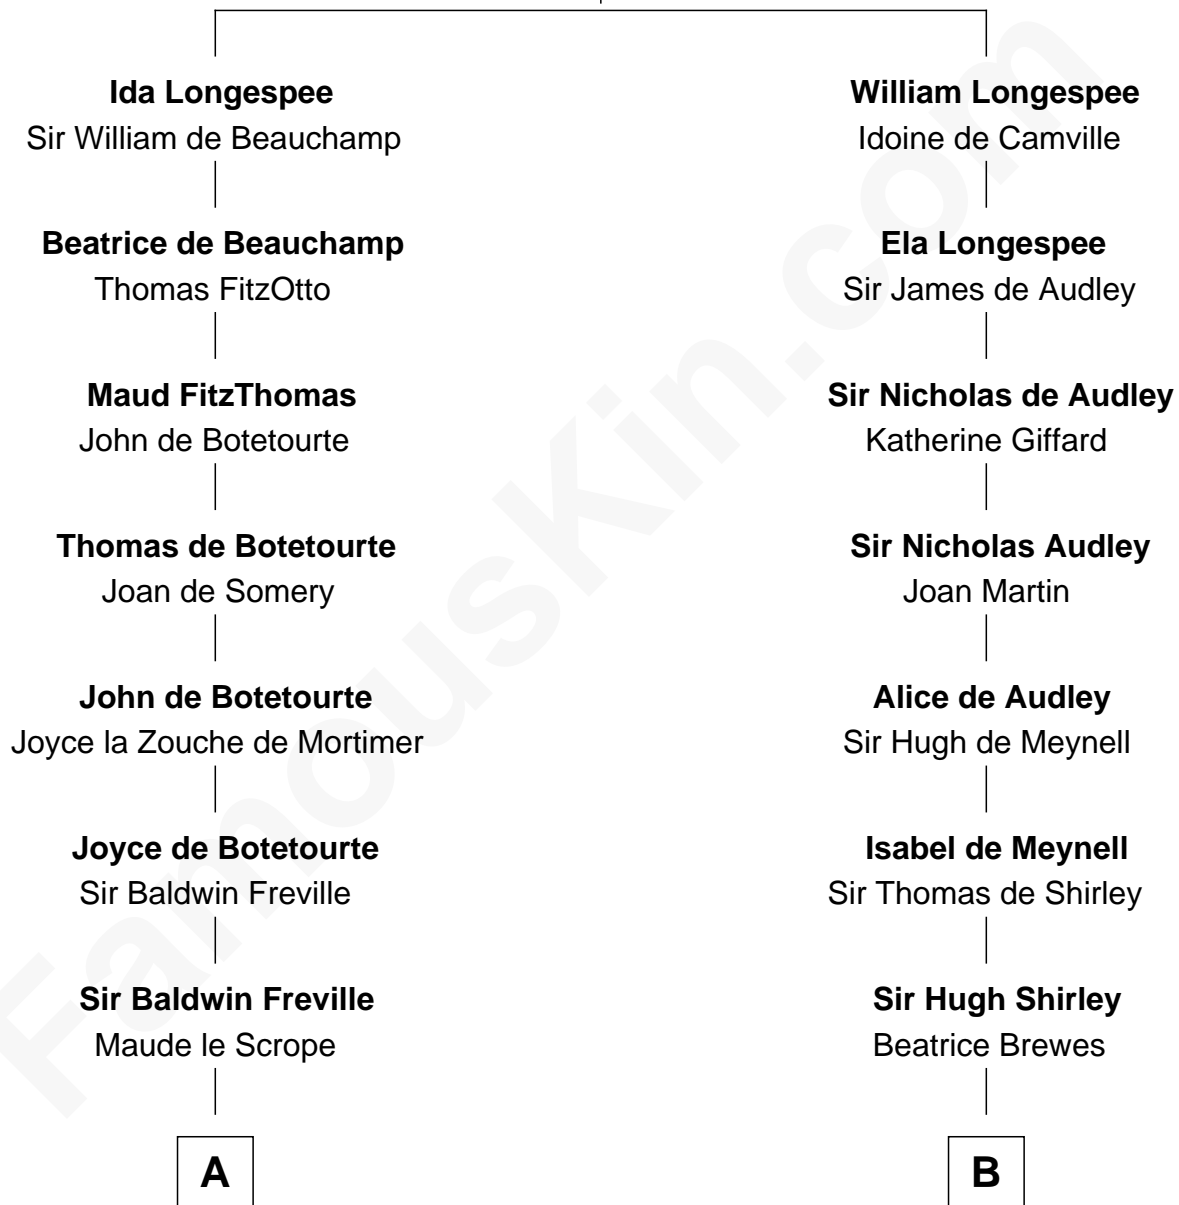 Ida Longespee
Sir William de Beauchamp
Beatrice de Beauchamp
Thomas FitzOtto
Maud FitzThomas
John de Botetourte
Thomas de Botetourte
Joan de Somery
John de Botetourte
Joyce la Zouche de Mortimer
Joyce de Botetourte
Sir Baldwin Freville
Sir Baldwin Freville
Maude le Scrope
A
William Longespee
Idoine de Camville
Ela Longespee
Sir James de Audley
Sir Nicholas de Audley
Katherine Giffard
Sir Nicholas Audley
Joan Martin
Alice de Audley
Sir Hugh de Meynell
Isabel de Meynell
Sir Thomas de Shirley
Sir Hugh Shirley
Beatrice Brewes
B
FamousKin.com